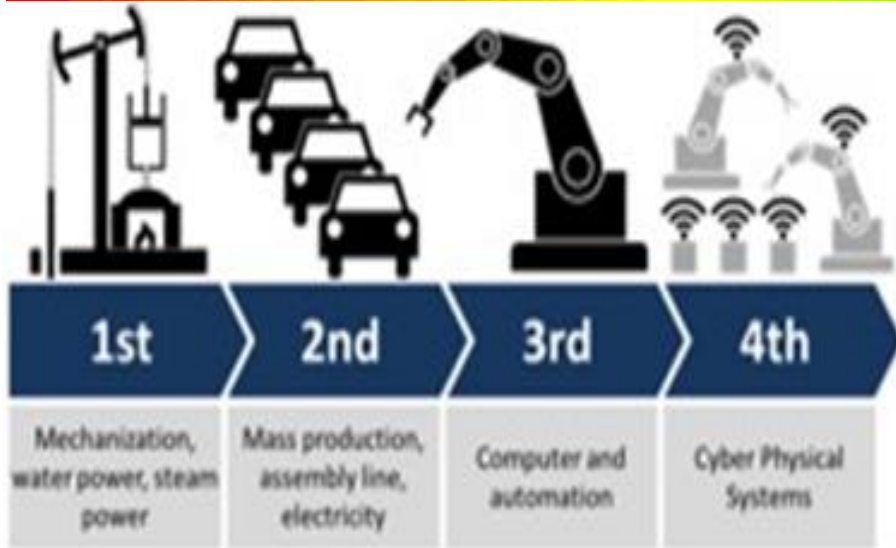 1st
2nd
3rd
4th
Mechanization,
water power, steam
power
Mass production,
assembly line,
electricity
Computer and
automation
Cyber Physical
Systems